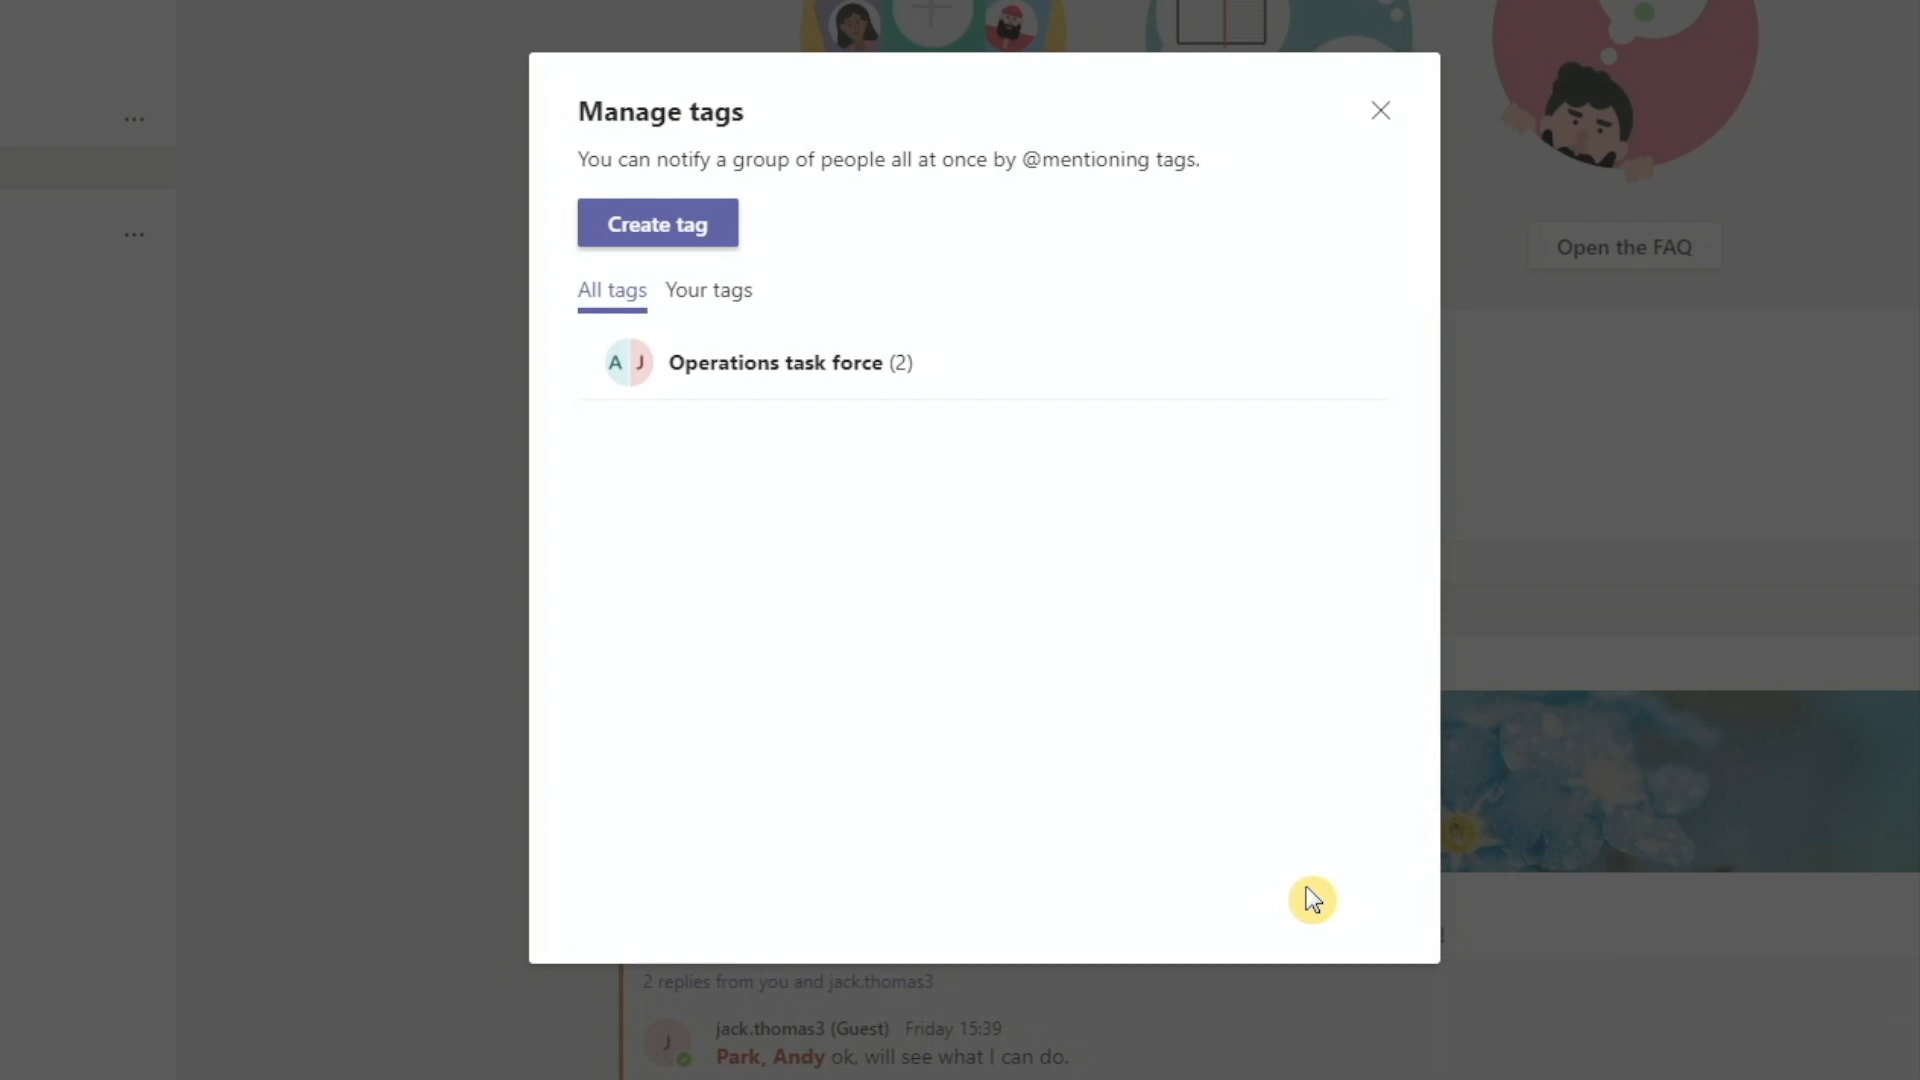 Manage tags
You can notify a group of people all at once by @mentioning tags.
Create tag
All tags Your tags
A J Operations task force (2)
Open the FAQ
2 replies from you and jack.thomas3
J jack.thomas3 (Guest) Friday 15:39
Park, Andy ok, will see what I can do.